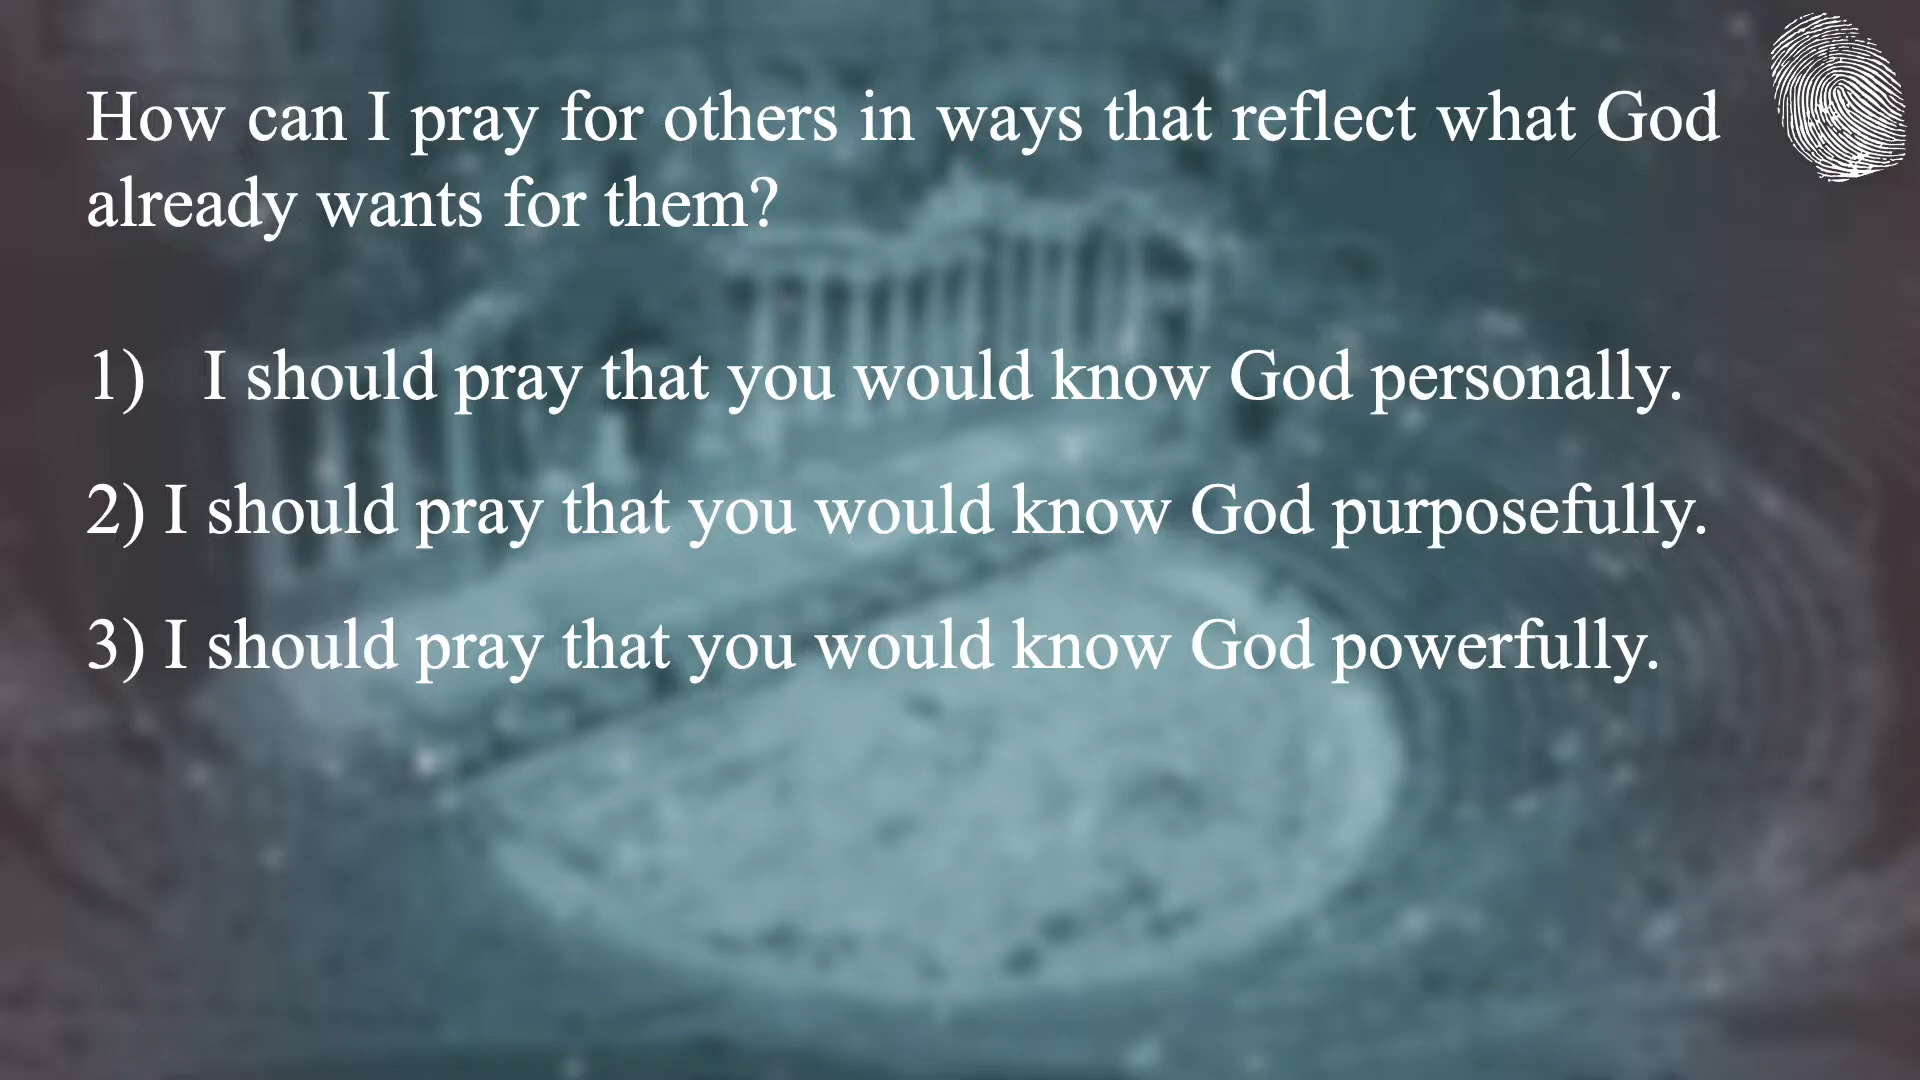 How can I pray for others in ways that reflect what God
already wants for them?
1) I should pray that you would know God personally.
2) I should pray that you would know God purposefully.
3) I should pray that you would know God powerfully.